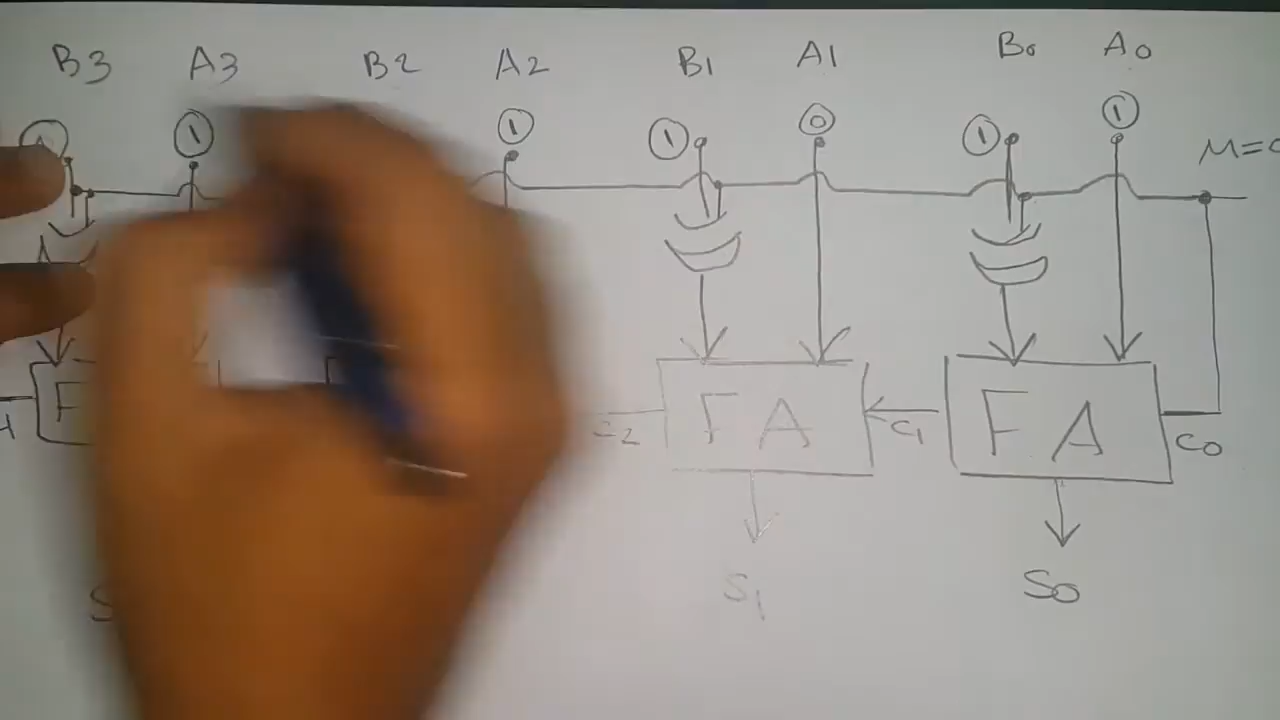 B3 A3 B2 A2 B1 A1 B0 A0
1 1 1 0 1 1
M=
F FA FA
C2 C1 C0
S S1 S0